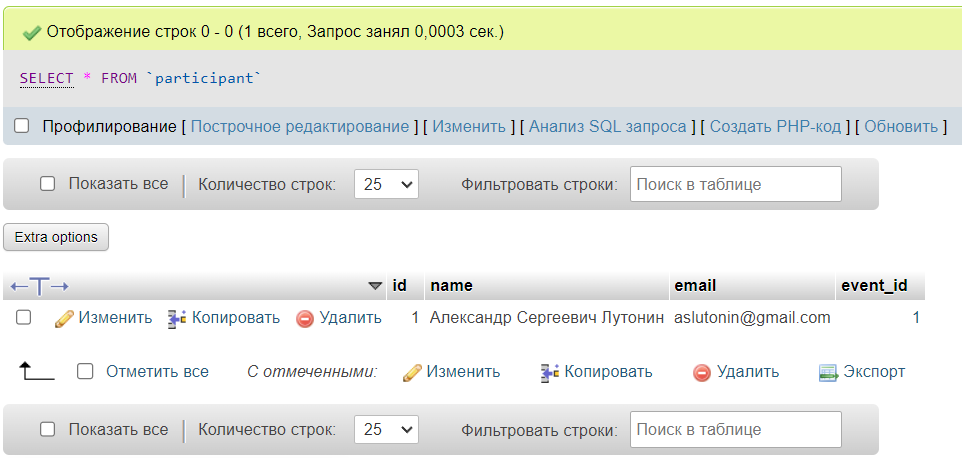 Отображение строк 0 - 0 (1 всего, Запрос занял 0,0003 сек.)
SELECT * FROM `participant`
Профилирование [ Построчное редактирование ] [ Изменить ] [ Анализ SQL запроса ] [ Создать PHP-код ] [ Обновить ]
Показать все | Количество строк: 25 Фильтровать строки: Поиск в таблице
Extra options
←T→ id name email event_id
Изменить Копировать Удалить 1 Александр Сергеевич Лутонин aslutonin@gmail.com 1
Отметить все С отмеченными: Изменить Копировать Удалить Экспорт
Показать все | Количество строк: 25 Фильтровать строки: Поиск в таблице